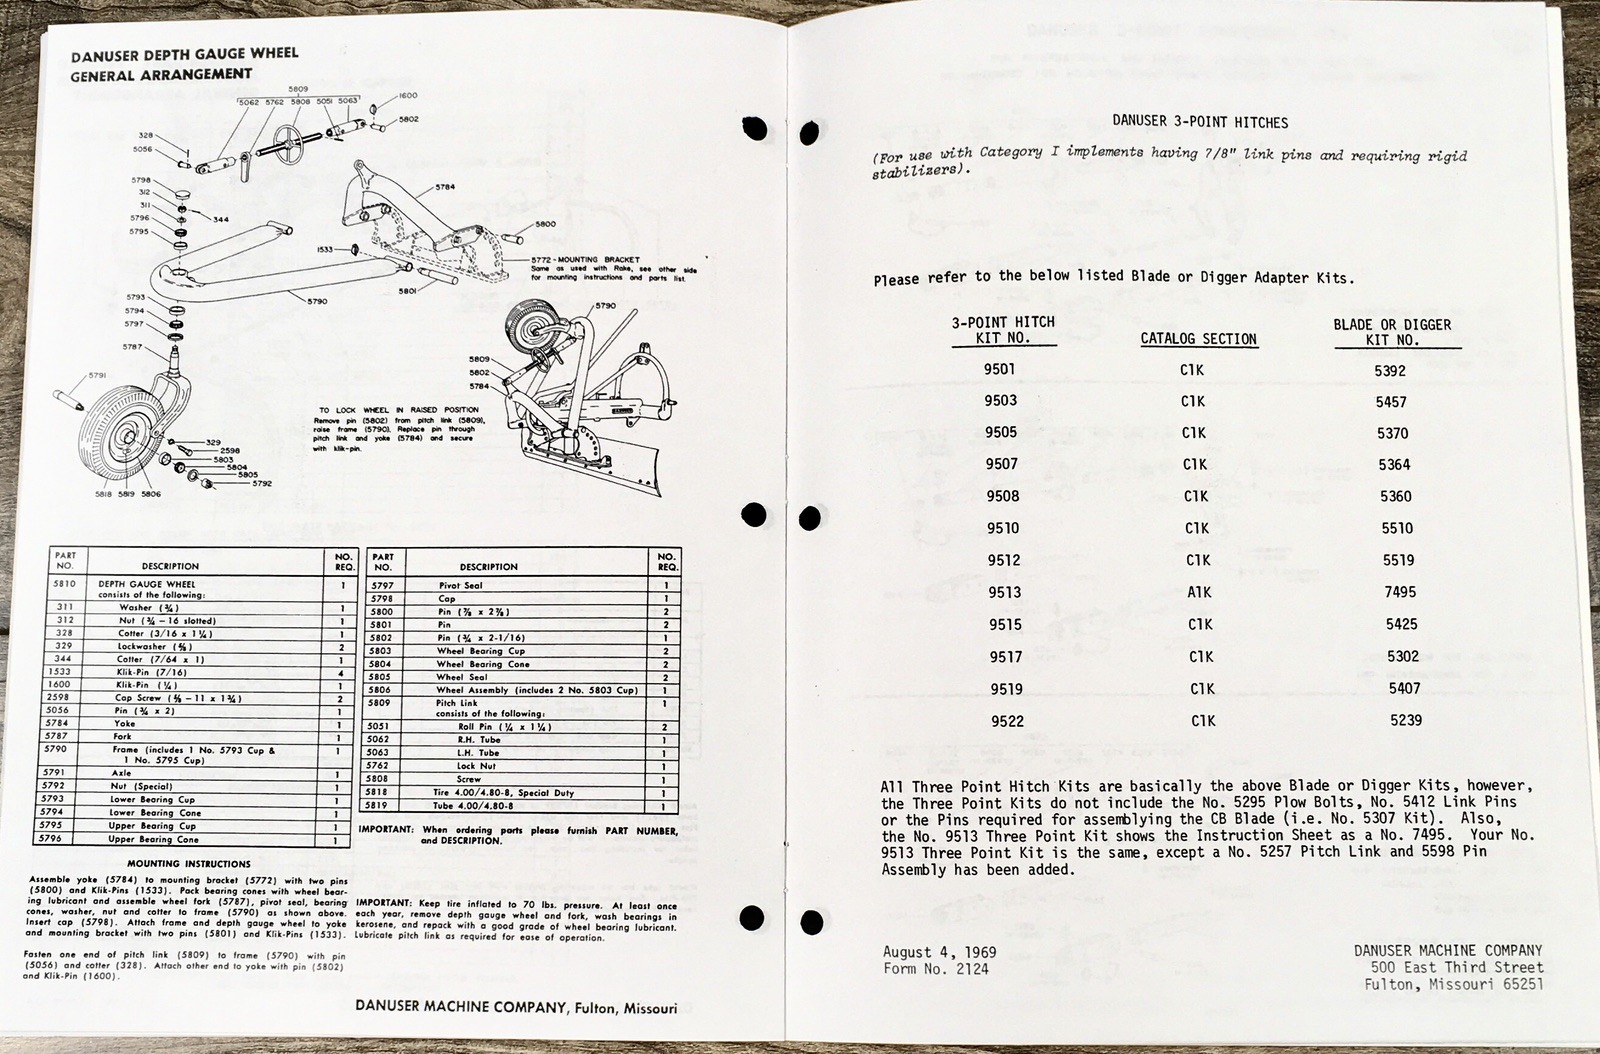 DANUSER DEPTH GAUGE WHEEL
GENERAL ARRANGEMENT
5809
5062 5762 5808 5051 5063
1600
5802
328
5056
5798
312
311
5796
5795
344
5784
5800
1533
5772 - MOUNTING BRACKET
Same as used with Rake, see other side
for mounting instructions and parts list.
5801
5790
5793
5794
5797
5787
5791
5790
5809
5802
5784
TO LOCK WHEEL IN RAISED POSITION
Remove pin (5802) from pitch link (5809),
raise frame (5790). Replace pin through
pitch link and yoke (5784) and secure
with klik-pin.
329
2598
5803
5804
5805
5792
5818 5819 5806
PART NO. DESCRIPTION NO. REQ.
5810 DEPTH GAUGE WHEEL 1
consists of the following:
311 Washer (3/4) 1
312 Nut (3/4 - 16 slotted) 1
328 Cotter (3/16 x 1 1/4) 1
329 Lockwasher (5/8) 2
344 Cotter (7/64 x 1) 1
1533 Klik-Pin (7/16) 4
1600 Klik-Pin (1/4) 1
2598 Cap Screw (5/8 - 11 x 1 3/4) 2
5056 Pin (3/4 x 2) 1
5784 Yoke 1
5787 Fork 1
5790 Frame (includes 1 No. 5793 Cup & 1
1 No. 5795 Cup)
5791 Axle 1
5792 Nut (Special) 1
5793 Lower Bearing Cup 1
5794 Lower Bearing Cone 1
5795 Upper Bearing Cup 1
5796 Upper Bearing Cone 1
PART NO. DESCRIPTION NO. REQ.
5797 Pivot Seal 1
5798 Cap 1
5800 Pin (7/8 x 2 7/8) 2
5801 Pin 2
5802 Pin (3/4 x 2-1/16) 1
5803 Wheel Bearing Cup 2
5804 Wheel Bearing Cone 2
5805 Wheel Seal 2
5806 Wheel Assembly (includes 2 No. 5803 Cup) 1
5809 Pitch Link 1
consists of the following:
5051 Roll Pin (1/4 x 1 1/4) 2
5062 R.H. Tube 1
5063 L.H. Tube 1
5762 Lock Nut 1
5808 Screw 1
5818 Tire 4.00/4.80-8, Special Duty 1
5819 Tube 4.00/4.80-8 1
IMPORTANT: When ordering parts please furnish PART NUMBER,
and DESCRIPTION.
MOUNTING INSTRUCTIONS
Assemble yoke (5784) to mounting bracket (5772) with two pins
(5800) and Klik-Pins (1533). Pack bearing cones with wheel bear-
ing lubricant and assemble wheel fork (5787), pivot seal, bearing
cones, washer, nut and cotter to frame (5790) as shown above.
Insert cap (5798). Attach frame and depth gauge wheel to yoke
and mounting bracket with two pins (5801) and Klik-Pins (1533).
Fasten one end of pitch link (5809) to frame (5790) with pin
(5056) and cotter (328). Attach other end to yoke with pin (5802)
and Klik-Pin (1600).
IMPORTANT: Keep tire inflated to 70 lbs. pressure. At least once
each year, remove depth gauge wheel and fork, wash bearings in
kerosene, and repack with a good grade of wheel bearing lubricant.
Lubricate pitch link as required for ease of operation.
DANUSER MACHINE COMPANY, Fulton, Missouri
DANUSER 3-POINT HITCHES
(For use with Category I implements having 7/8" link pins and requiring rigid
stabilizers).
Please refer to the below listed Blade or Digger Adapter Kits.
3-POINT HITCH KIT NO. CATALOG SECTION BLADE OR DIGGER KIT NO.
9501 C1K 5392
9503 C1K 5457
9505 C1K 5370
9507 C1K 5364
9508 C1K 5360
9510 C1K 5510
9512 C1K 5519
9513 A1K 7495
9515 C1K 5425
9517 C1K 5302
9519 C1K 5407
9522 C1K 5239
All Three Point Hitch Kits are basically the above Blade or Digger Kits, however,
the Three Point Kits do not include the No. 5295 Plow Bolts, No. 5412 Link Pins
or the Pins required for assembling the CB Blade (i.e. No. 5307 Kit). Also,
the No. 9513 Three Point Kit shows the Instruction Sheet as a No. 7495. Your No.
9513 Three Point Kit is the same, except a No. 5257 Pitch Link and 5598 Pin
Assembly has been added.
August 4, 1969
Form No. 2124
DANUSER MACHINE COMPANY
500 East Third Street
Fulton, Missouri 65251